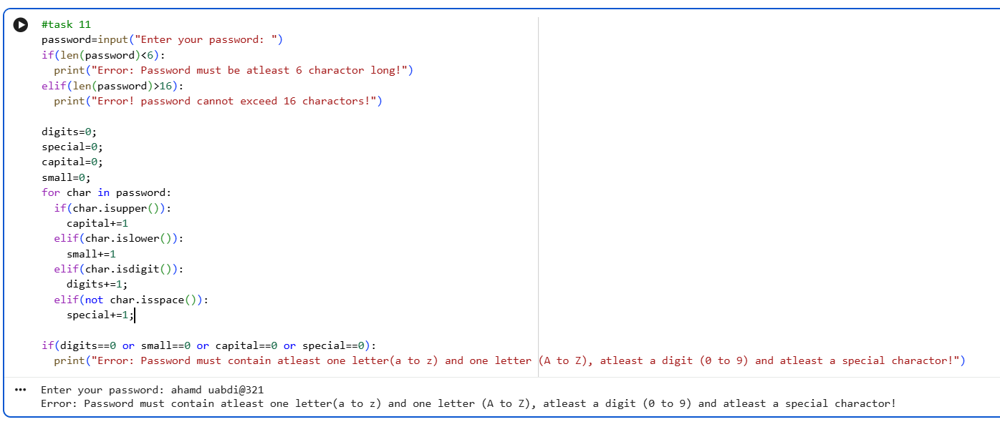 #task 11
password=input("Enter your password: ")
if(len(password)<6):
  print("Error: Password must be atleast 6 charactor long!")
elif(len(password)>16):
  print("Error! password cannot exceed 16 charactors!")

digits=0;
special=0;
capital=0;
small=0;
for char in password:
  if(char.isupper()):
    capital+=1
  elif(char.islower()):
    small+=1
  elif(char.isdigit()):
    digits+=1;
  elif(not char.isspace()):
    special+=1;

if(digits==0 or small==0 or capital==0 or special==0):
  print("Error: Password must contain atleast one letter(a to z) and one letter (A to Z), atleast a digit (0 to 9) and atleast a special charactor!")
Enter your password: ahamd uabdi@321
Error: Password must contain atleast one letter(a to z) and one letter (A to Z), atleast a digit (0 to 9) and atleast a special charactor!